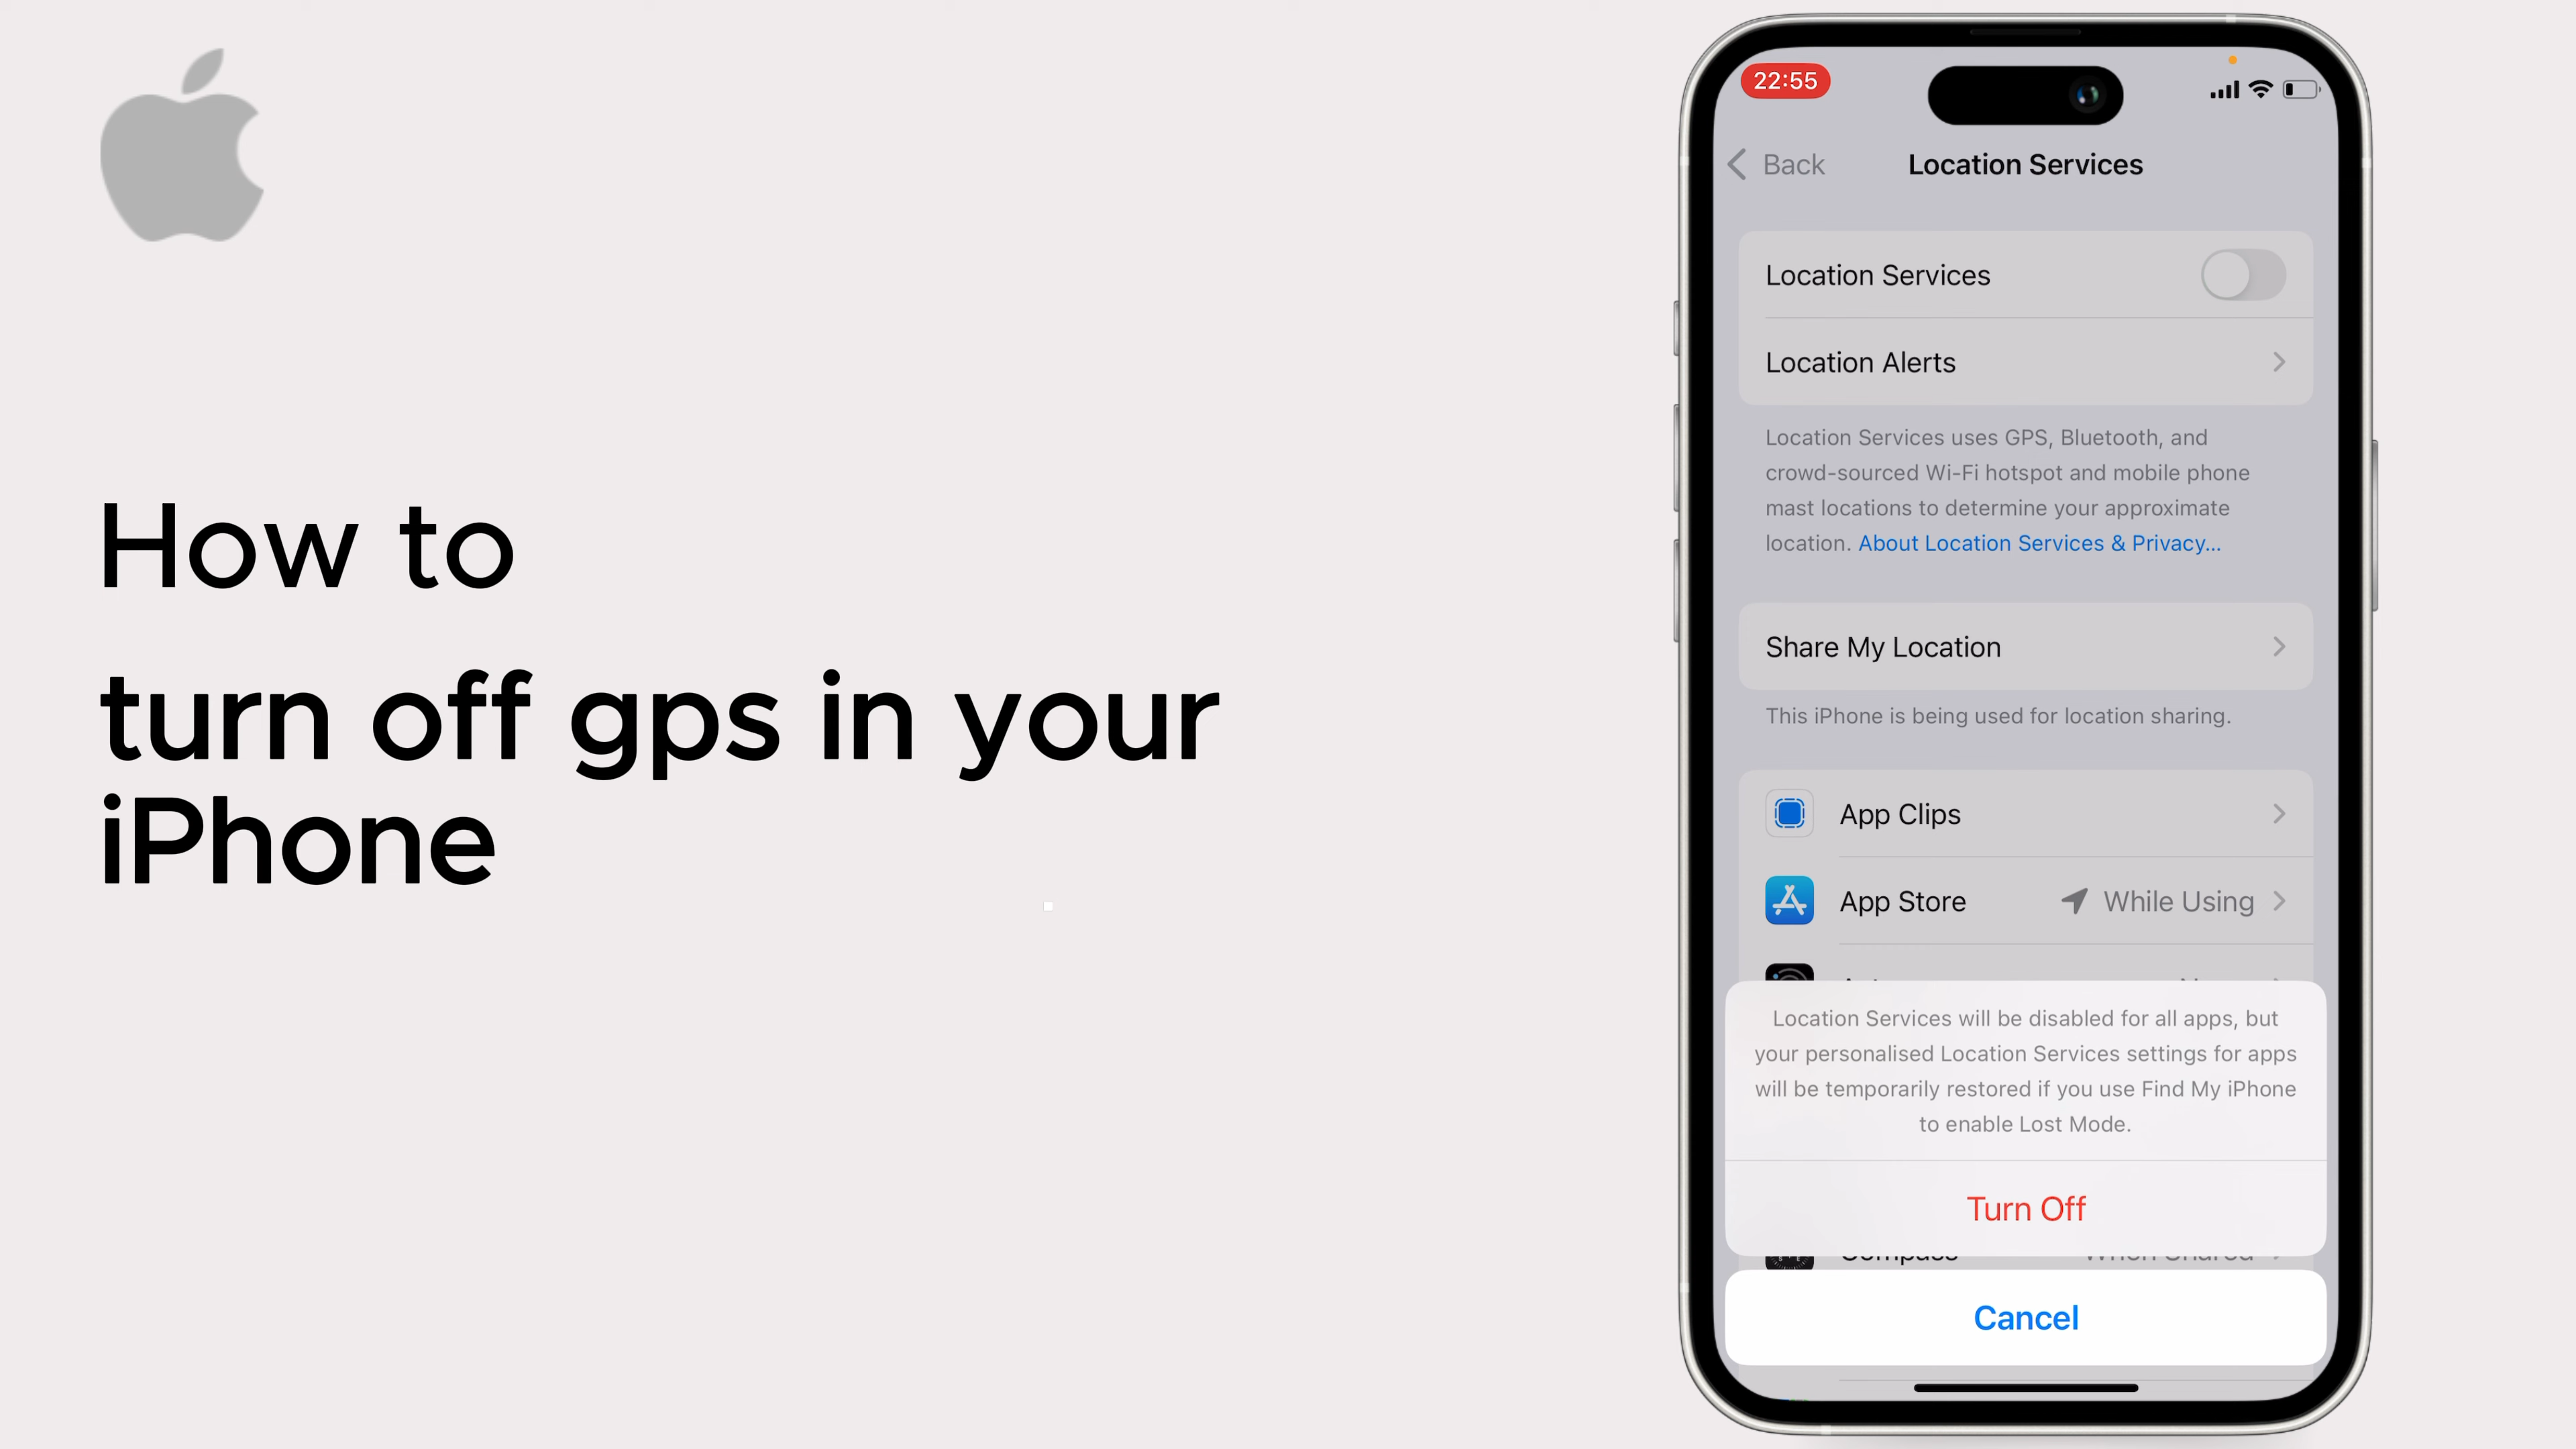 How to
turn off gps in your
iPhone
22:55
Back
Location Services
Location Services
Location Alerts
Location Services uses GPS, Bluetooth, and
crowd-sourced Wi-Fi hotspot and mobile phone
mast locations to determine your approximate
location. About Location Services & Privacy...
Share My Location
This iPhone is being used for location sharing.
App Clips
App Store While Using
Location Services will be disabled for all apps, but
your personalised Location Services settings for apps
will be temporarily restored if you use Find My iPhone
to enable Lost Mode.
Turn Off
Compass When Shared
Cancel